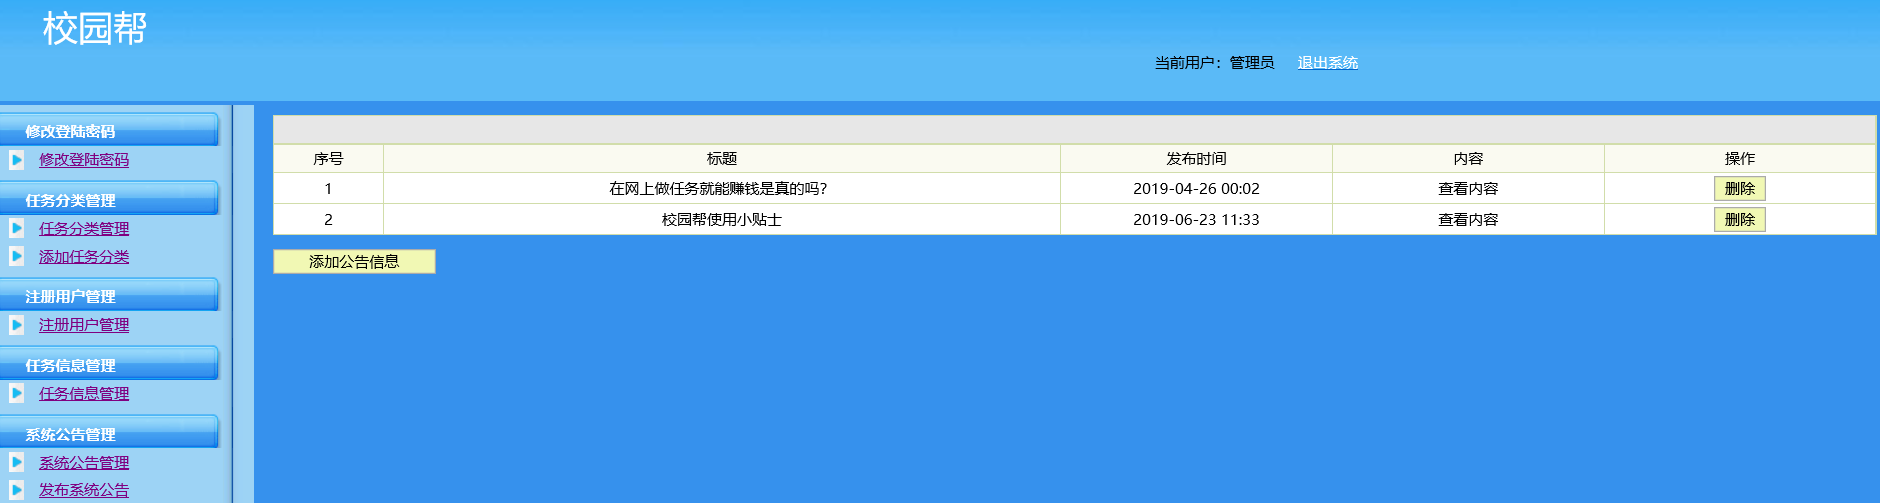 校园帮
当前用户：管理员 退出系统
修改登陆密码
修改登陆密码
任务分类管理
任务分类管理
添加任务分类
注册用户管理
注册用户管理
任务信息管理
任务信息管理
系统公告管理
系统公告管理
发布系统公告
序号 标题 发布时间 内容 操作
1 在网上做任务就能赚钱是真的吗? 2019-04-26 00:02 查看内容 删除
2 校园帮使用小贴士 2019-06-23 11:33 查看内容 删除
添加公告信息